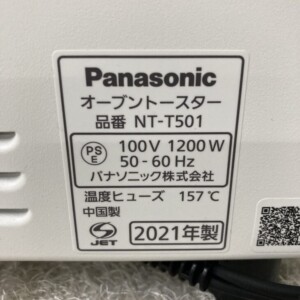 Panasonic
オーブントースター
品番 NT-T501
PS E 100V 1200W
50-60Hz
パナソニック株式会社
温度ヒューズ 157℃
中国製
S JET 2021年製